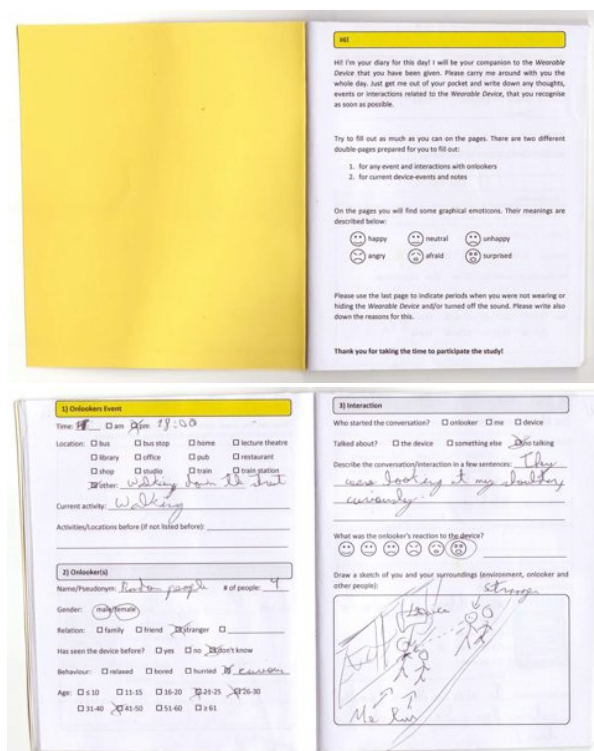 Hi!
Hi! I'm your diary for this day! I will be your companion to the Wearable
Device that you have been given. Please carry me around with you the
whole day. Just get me out of your pocket and write down any thoughts,
events or interactions related to the Wearable Device, that you recognise
as soon as possible.
Try to fill out as much as you can on the pages. There are two different
double-pages prepared for you to fill out:
1. for any event and interactions with onlookers
2. for current device-events and notes
On the pages you will find some graphical emoticons. Their meanings are
described below:
happy neutral unhappy
angry afraid surprised
Please use the last page to indicate periods when you were not wearing or
hiding the Wearable Device and/or turned off the sound. Please write also
down the reasons for this.
Thank you for taking the time to participate the study!
1) Onlookers Event
Time: am pm 18:00
Location: bus bus stop home lecture theatre
library office pub restaurant
shop studio train train station
other: Walking down the street
Current activity: Walking
Activities/Locations before (if not listed before):
2) Onlooker(s)
Name/Pseudonym: Random people # of people: 4
Gender: male/female
Relation: family friend stranger
Has seen the device before? yes no don't know
Behaviour: relaxed bored hurried curious
Age: ≤ 10 11-15 16-20 21-25 26-30
31-40 41-50 51-60 ≥ 61
3) Interaction
Who started the conversation? onlooker me device
Talked about? the device something else no talking
Describe the conversation/interaction in a few sentences: They
were looking at my shoulder
curiously.
What was the onlooker's reaction to the device?
Draw a sketch of you and your surroundings (environment, onlooker and
other people):
Stranger
Device
Me